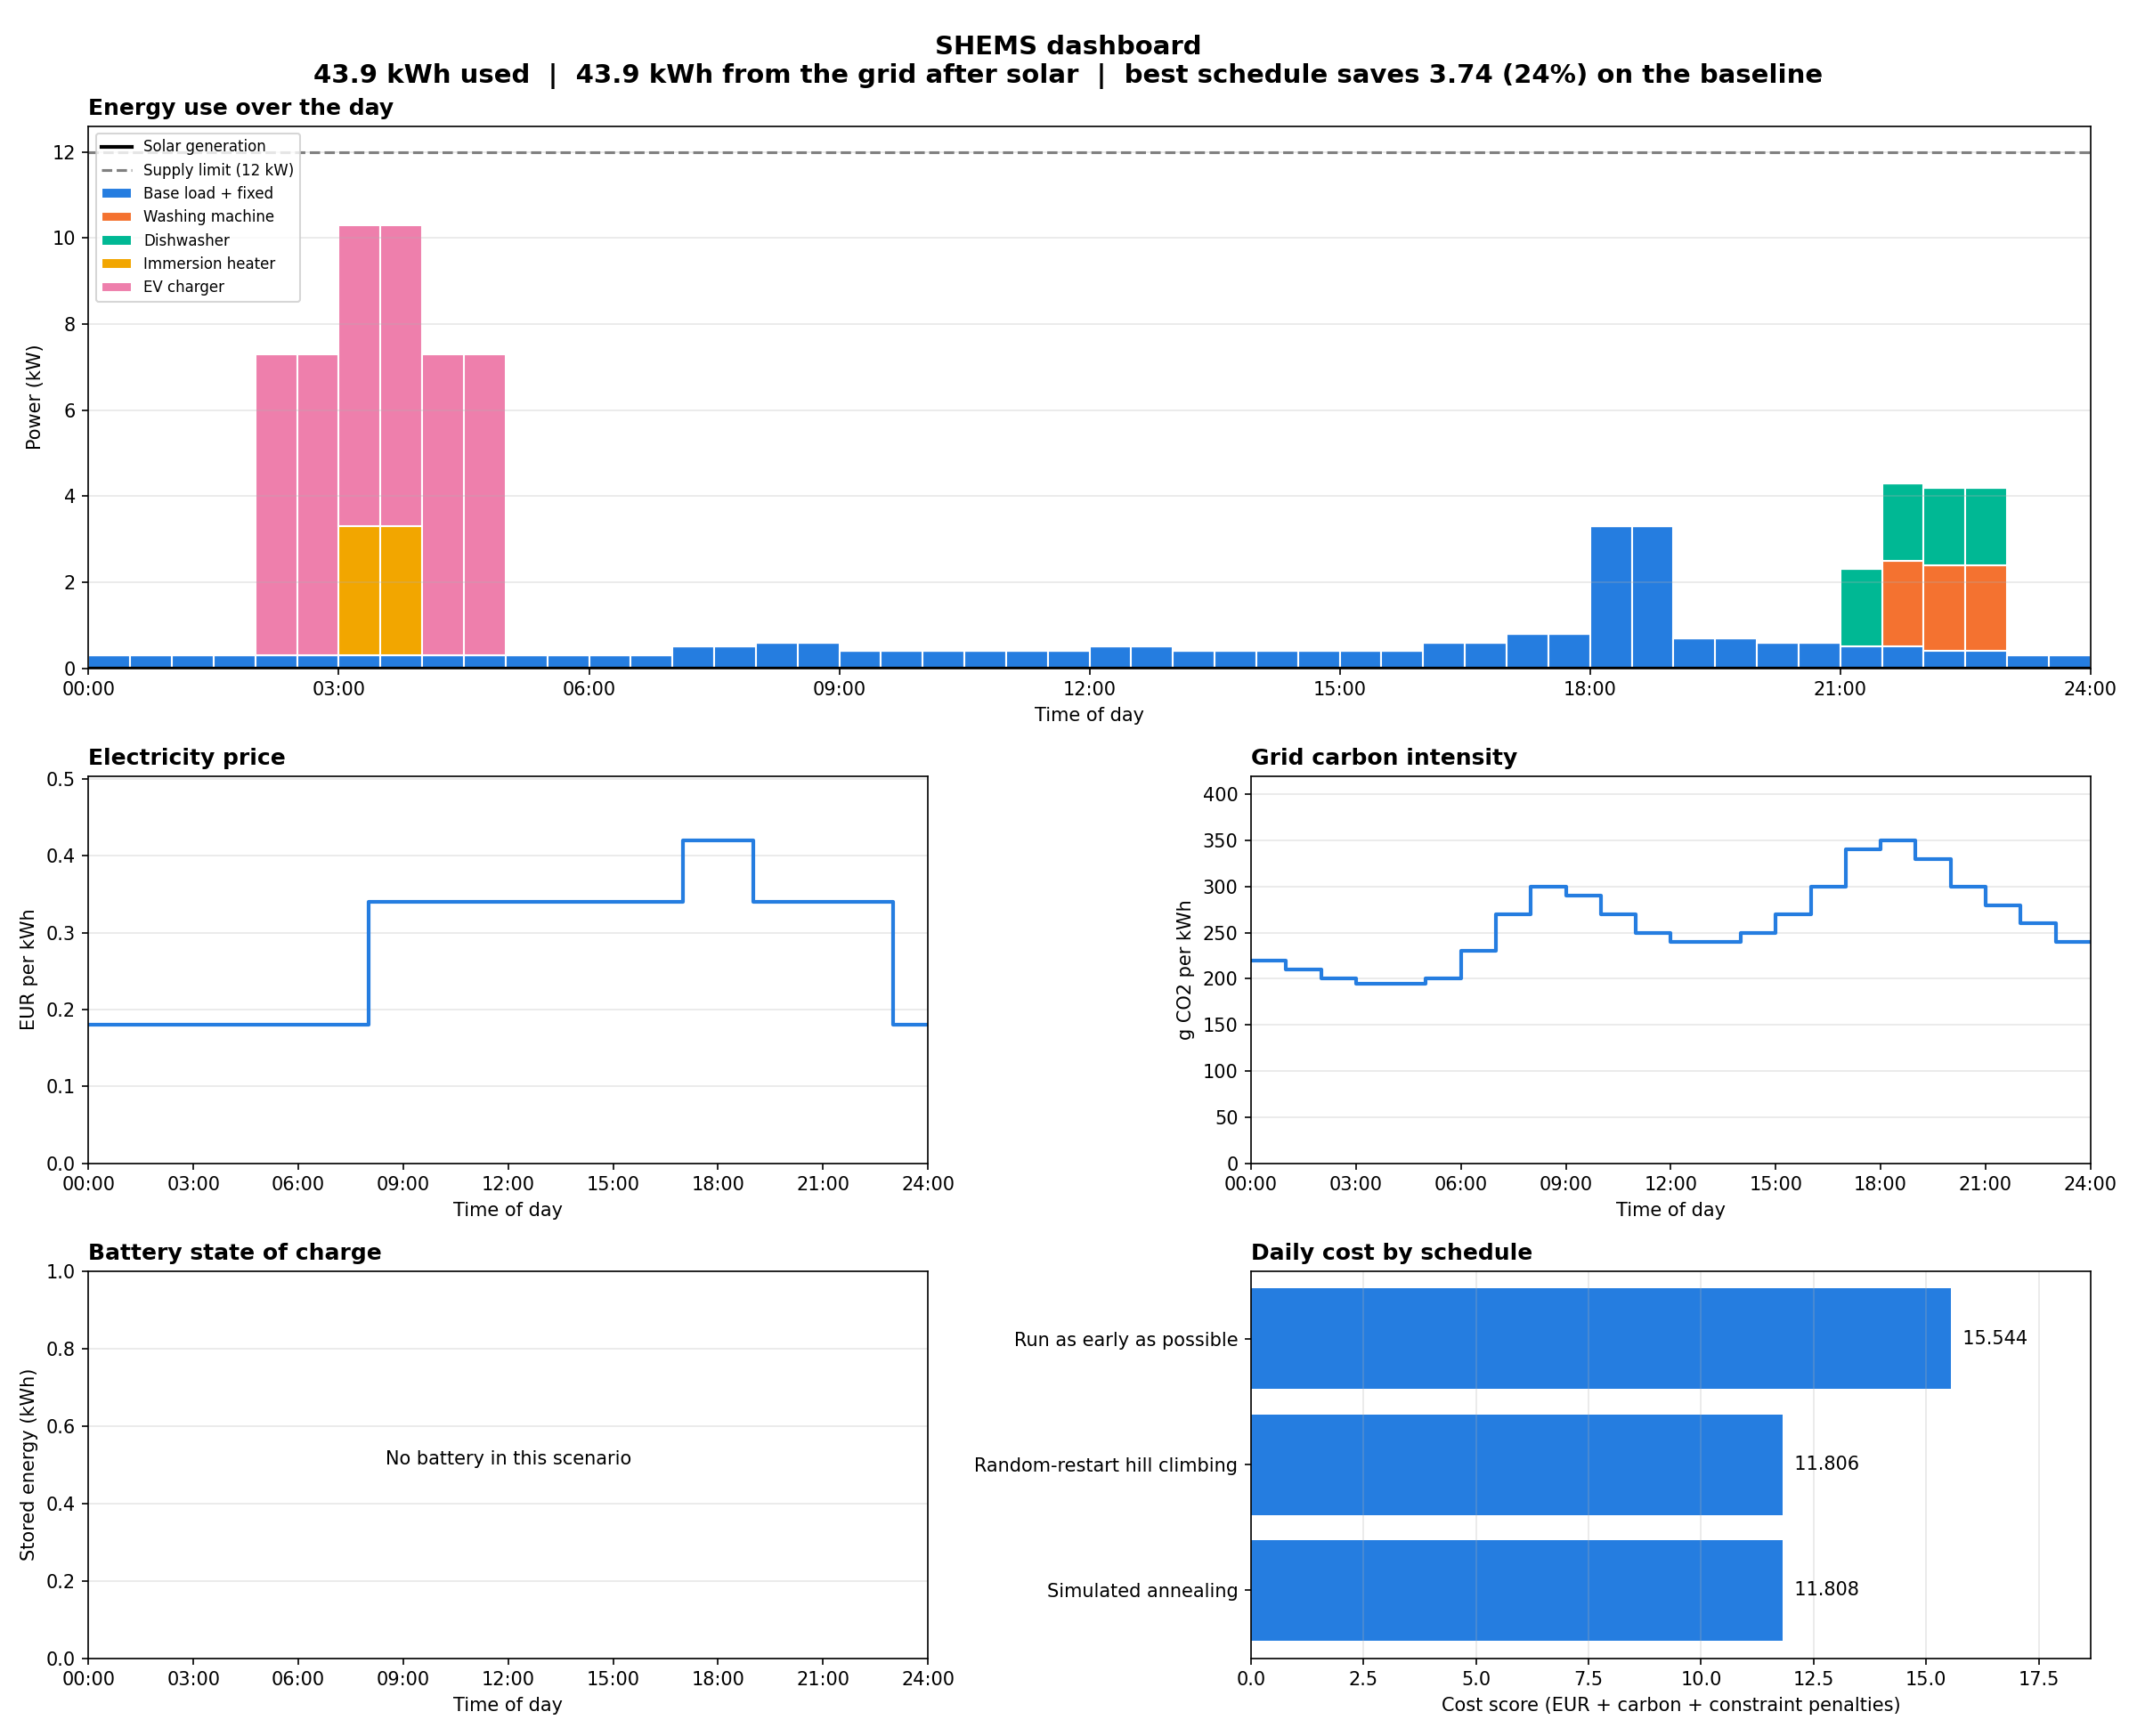 SHEMS dashboard
43.9 kWh used | 43.9 kWh from the grid after solar | best schedule saves 3.74 (24%) on the baseline
Energy use over the day
Solar generation
Supply limit (12 kW)
Base load + fixed
Washing machine
Dishwasher
Immersion heater
EV charger
12
10
8
6
4
2
0
Power (kW)
00:00 03:00 06:00 09:00 12:00 15:00 18:00 21:00 24:00
Time of day
Electricity price
0.5
0.4
0.3
0.2
0.1
0.0
EUR per kWh
00:00 03:00 06:00 09:00 12:00 15:00 18:00 21:00 24:00
Time of day
Grid carbon intensity
400
350
300
250
200
150
100
50
0
g CO2 per kWh
00:00 03:00 06:00 09:00 12:00 15:00 18:00 21:00 24:00
Time of day
Battery state of charge
1.0
0.8
0.6
0.4
0.2
0.0
Stored energy (kWh)
No battery in this scenario
00:00 03:00 06:00 09:00 12:00 15:00 18:00 21:00 24:00
Time of day
Daily cost by schedule
Run as early as possible 15.544
Random-restart hill climbing 11.806
Simulated annealing 11.808
0.0 2.5 5.0 7.5 10.0 12.5 15.0 17.5
Cost score (EUR + carbon + constraint penalties)